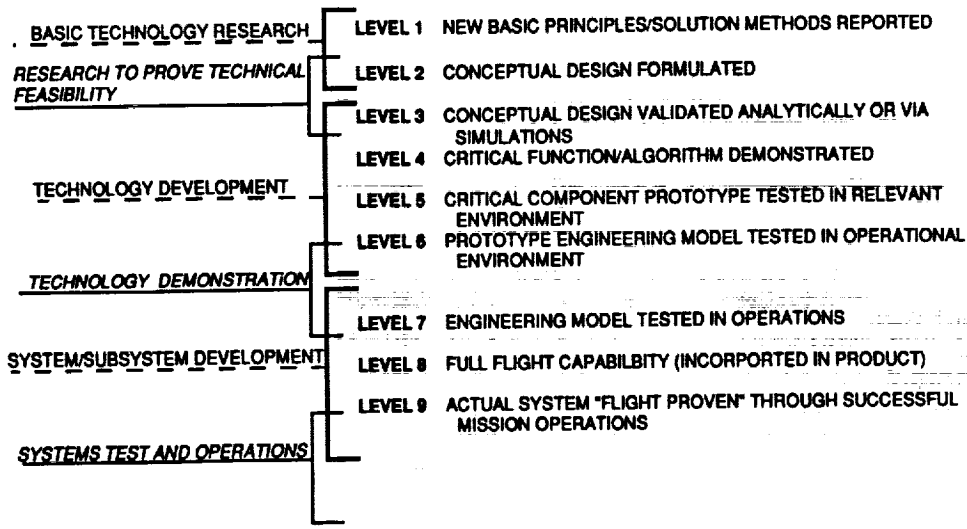 BASIC TECHNOLOGY RESEARCH
RESEARCH TO PROVE TECHNICAL
FEASIBILITY
TECHNOLOGY DEVELOPMENT
TECHNOLOGY DEMONSTRATION
SYSTEM/SUBSYSTEM DEVELOPMENT
SYSTEMS TEST AND OPERATIONS
LEVEL 1 NEW BASIC PRINCIPLES/SOLUTION METHODS REPORTED
LEVEL 2 CONCEPTUAL DESIGN FORMULATED
LEVEL 3 CONCEPTUAL DESIGN VALIDATED ANALYTICALLY OR VIA
SIMULATIONS
LEVEL 4 CRITICAL FUNCTION/ALGORITHM DEMONSTRATED
LEVEL 5 CRITICAL COMPONENT PROTOTYPE TESTED IN RELEVANT
ENVIRONMENT
LEVEL 6 PROTOTYPE ENGINEERING MODEL TESTED IN OPERATIONAL
ENVIRONMENT
LEVEL 7 ENGINEERING MODEL TESTED IN OPERATIONS
LEVEL 8 FULL FLIGHT CAPABILBITY (INCORPORTED IN PRODUCT)
LEVEL 9 ACTUAL SYSTEM "FLIGHT PROVEN" THROUGH SUCCESSFUL
MISSION OPERATIONS